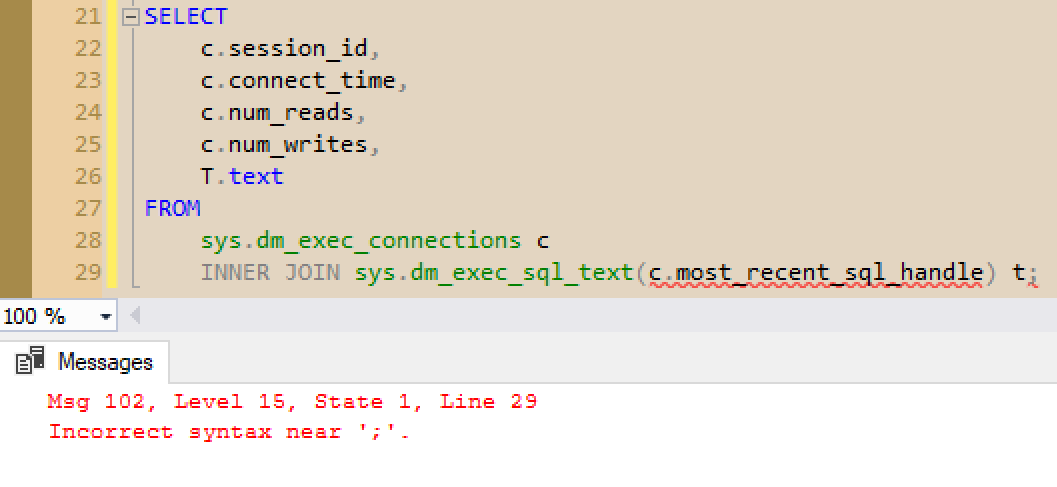 21 SELECT
22 c.session_id,
23 c.connect_time,
24 c.num_reads,
25 c.num_writes,
26 T.text
27 FROM
28 sys.dm_exec_connections c
29 INNER JOIN sys.dm_exec_sql_text(c.most_recent_sql_handle) t;
100 %
Messages
Msg 102, Level 15, State 1, Line 29
Incorrect syntax near ';'.